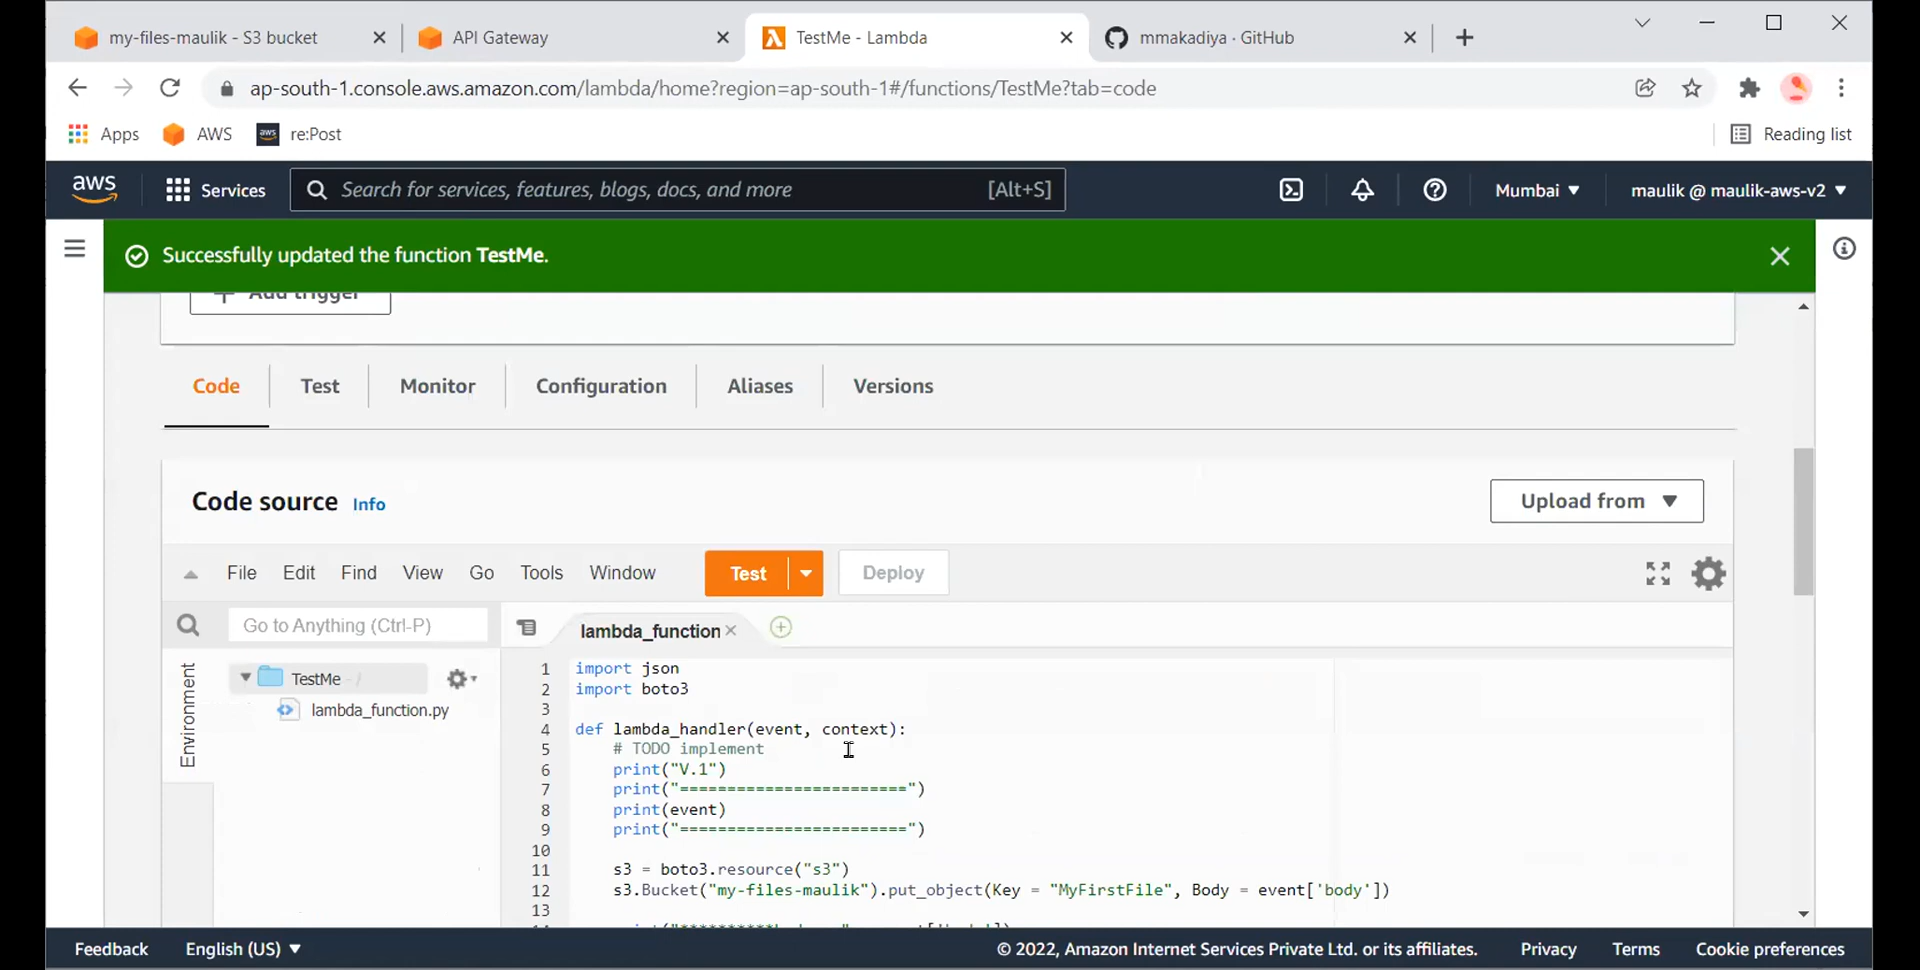 my-files-maulik - S3 bucket
API Gateway
TestMe - Lambda
mmakadiya · GitHub
ap-south-1.console.aws.amazon.com/lambda/home?region=ap-south-1#/functions/TestMe?tab=code
Apps
AWS
aws
re:Post
Reading list
aws
Services
Search for services, features, blogs, docs, and more
[Alt+S]
Mumbai
maulik @ maulik-aws-v2
Successfully updated the function TestMe.
Add trigger
Code
Test
Monitor
Configuration
Aliases
Versions
Code source
Info
Upload from
File
Edit
Find
View
Go
Tools
Window
Test
Deploy
Go to Anything (Ctrl-P)
lambda_function
Environment
TestMe - /
lambda_function.py
1 import json
2 import boto3
3
4 def lambda_handler(event, context):
5 # TODO implement
6 print("V.1")
7 print("========================")
8 print(event)
9 print("========================")
10
11 s3 = boto3.resource("s3")
12 s3.Bucket("my-files-maulik").put_object(Key = "MyFirstFile", Body = event['body'])
13
Feedback
English (US)
© 2022, Amazon Internet Services Private Ltd. or its affiliates.
Privacy
Terms
Cookie preferences